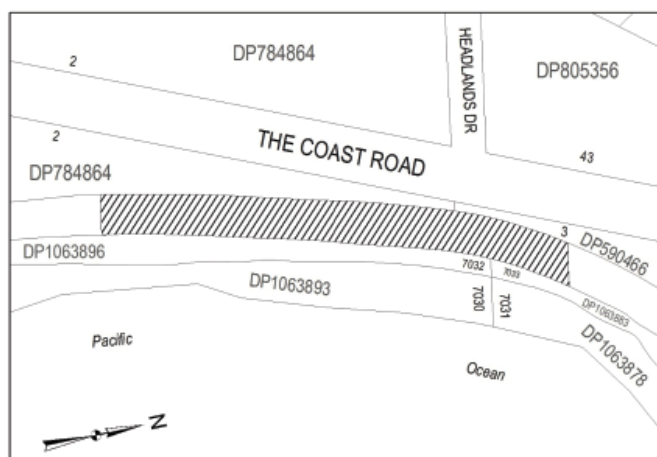 DP784864
HEADLANDS DR
DP805356
2
THE COAST ROAD
43
2
DP784864
3
DP590466
DP1063896
7032
7033
DP1063893
7030
7031
DP1063883
DP1063878
Pacific
Ocean
N